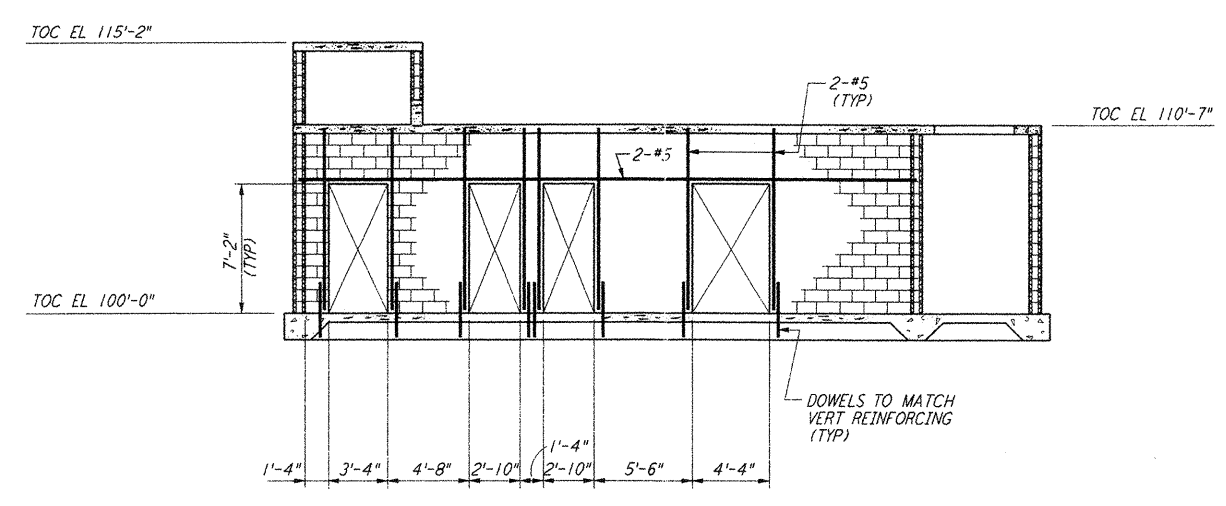 TOC EL 115'-2"
2-#5
(TYP)
TOC EL 110'-7"
2-#5
7'-2"
(TYP)
TOC EL 100'-0"
DOWELS TO MATCH
VERT REINFORCING
(TYP)
1'-4"
1'-4" 3'-4" 4'-8" 2'-10" 2'-10" 5'-6" 4'-4"